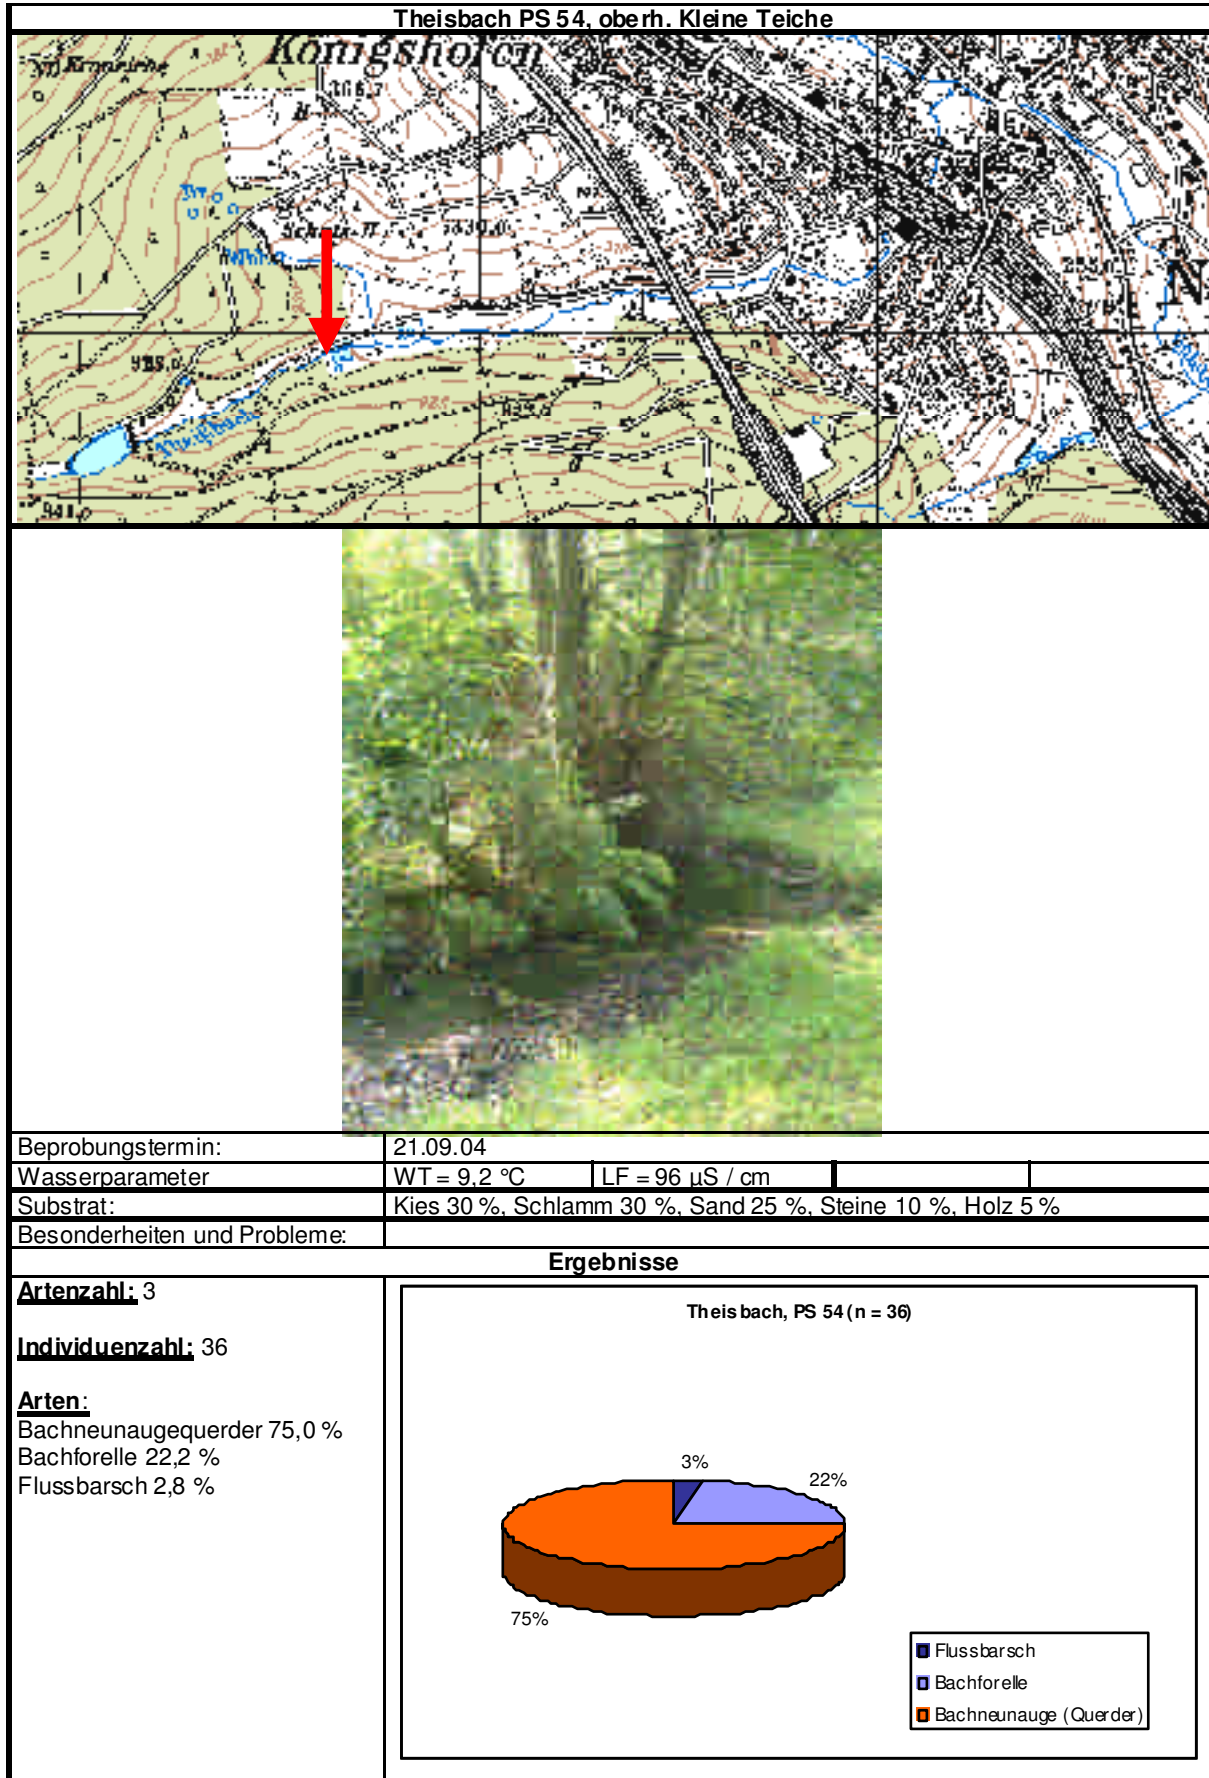 Theisbach PS 54, oberh. Kleine Teiche
Königshofen
Beprobungstermin: 21.09.04
Wasserparameter WT = 9,2 °C LF = 96 µS / cm
Substrat: Kies 30 %, Schlamm 30 %, Sand 25 %, Steine 10 %, Holz 5 %
Besonderheiten und Probleme:
Ergebnisse
Artenzahl: 3
Individuenzahl: 36
Arten:
Bachneunaugequerder 75,0 %
Bachforelle 22,2 %
Flussbarsch 2,8 %
Theisbach, PS 54 (n = 36)
3%
22%
75%
Flussbarsch
Bachforelle
Bachneunauge (Querder)